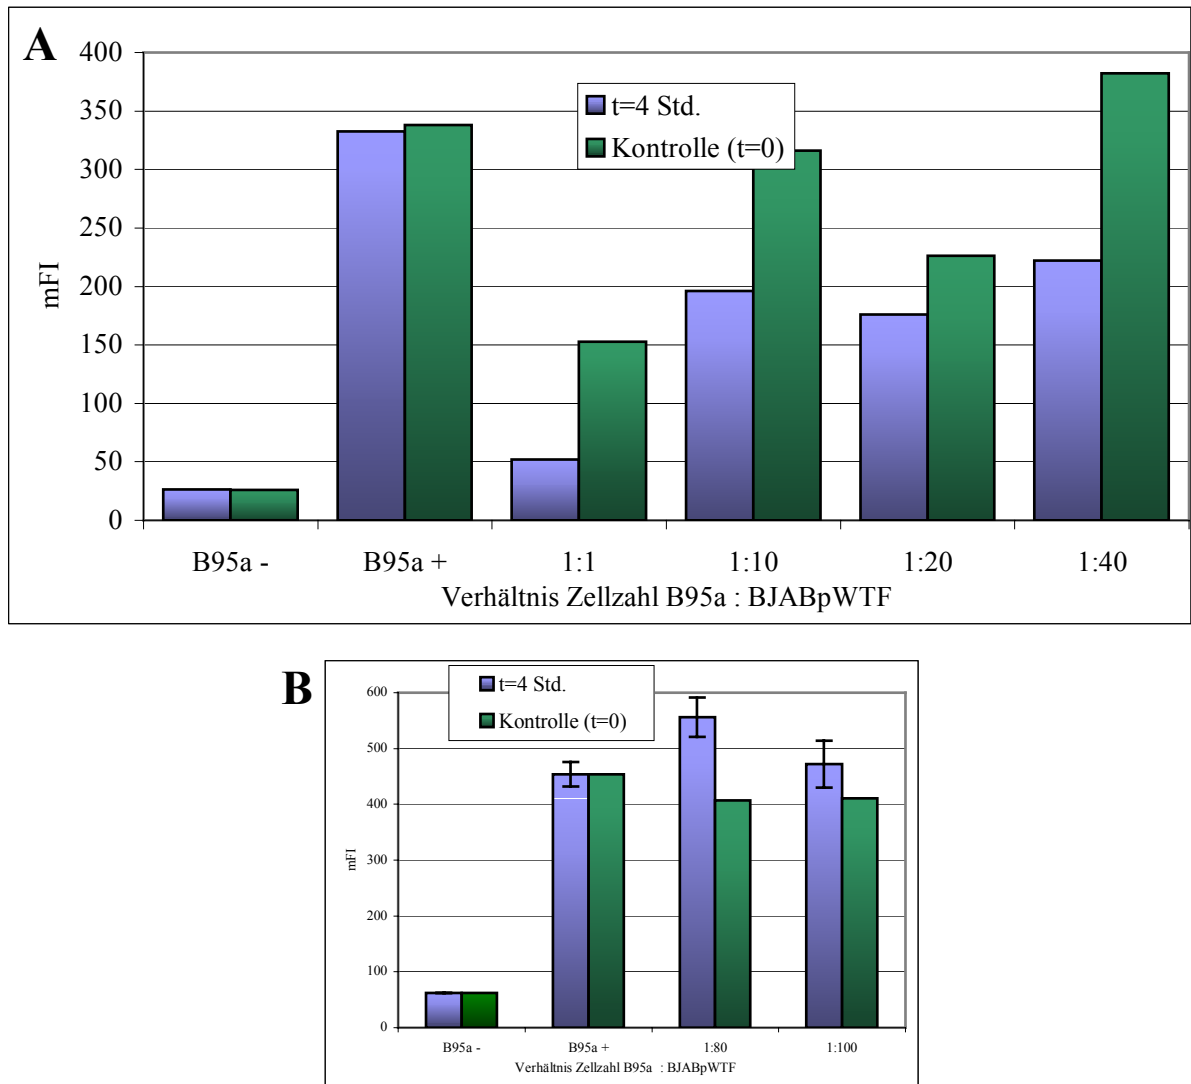 A
400
350
300
250
200
150
100
50
0
mFI
t=4 Std.
Kontrolle (t=0)
B95a -
B95a +
1:1
1:10
1:20
1:40
Verhältnis Zellzahl B95a : BJABpWTF
B
600
500
400
300
200
100
0
mFI
t=4 Std.
Kontrolle (t=0)
B95a -
B95a +
1:80
1:100
Verhältnis Zellzahl B95a : BJABpWTF